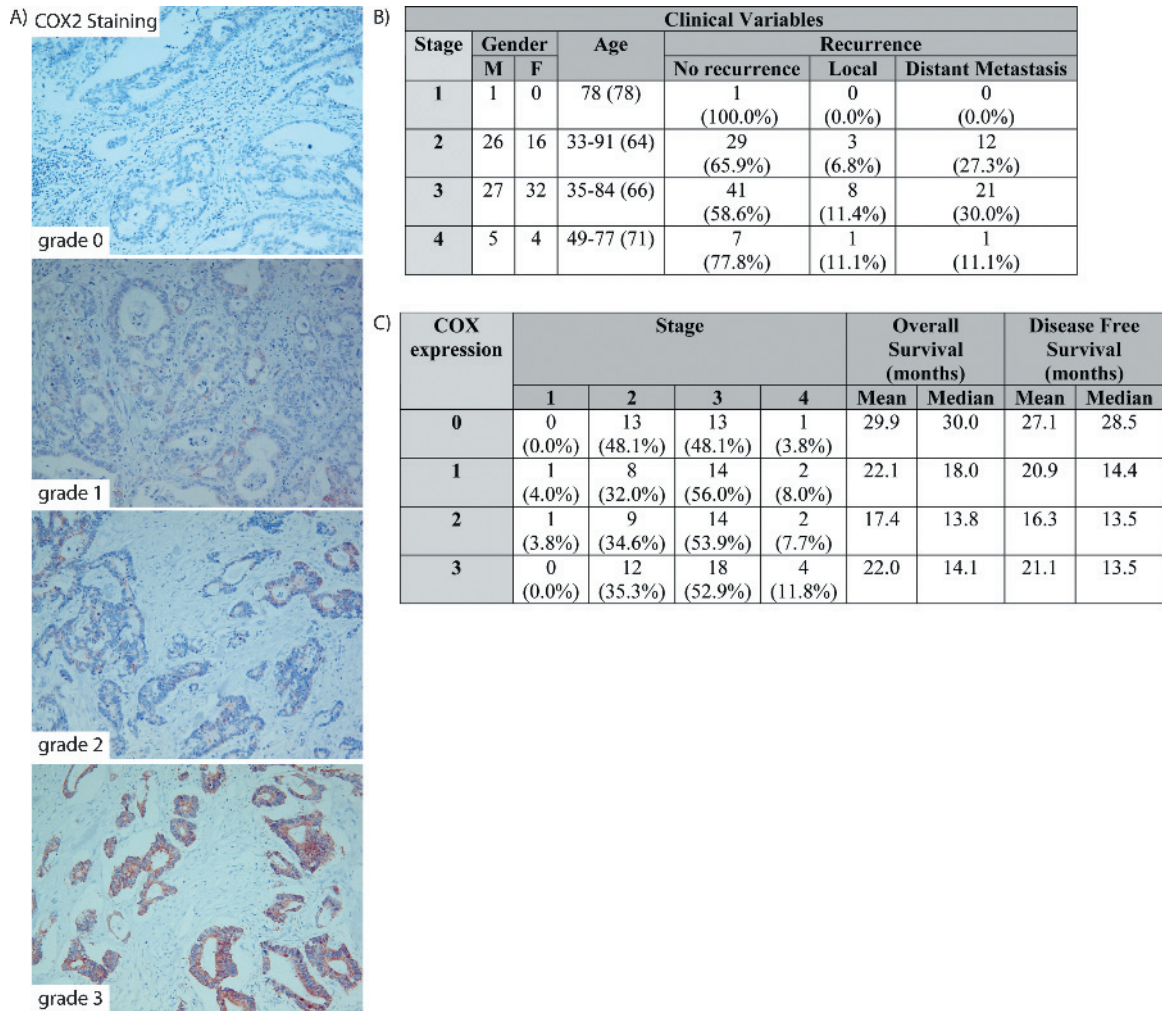 A) COX2 Staining
grade 0
grade 1
grade 2
grade 3
B)
Clinical Variables
Stage Gender Age Recurrence
M F No recurrence Local Distant Metastasis
1 1 0 78 (78) 1 0 0
(100.0%) (0.0%) (0.0%)
2 26 16 33-91 (64) 29 3 12
(65.9%) (6.8%) (27.3%)
3 27 32 35-84 (66) 41 8 21
(58.6%) (11.4%) (30.0%)
4 5 4 49-77 (71) 7 1 1
(77.8%) (11.1%) (11.1%)
C)
COX Stage Overall Disease Free
expression Survival Survival
(months) (months)
1 2 3 4 Mean Median Mean Median
0 0 13 13 1 29.9 30.0 27.1 28.5
(0.0%) (48.1%) (48.1%) (3.8%)
1 1 8 14 2 22.1 18.0 20.9 14.4
(4.0%) (32.0%) (56.0%) (8.0%)
2 1 9 14 2 17.4 13.8 16.3 13.5
(3.8%) (34.6%) (53.9%) (7.7%)
3 0 12 18 4 22.0 14.1 21.1 13.5
(0.0%) (35.3%) (52.9%) (11.8%)